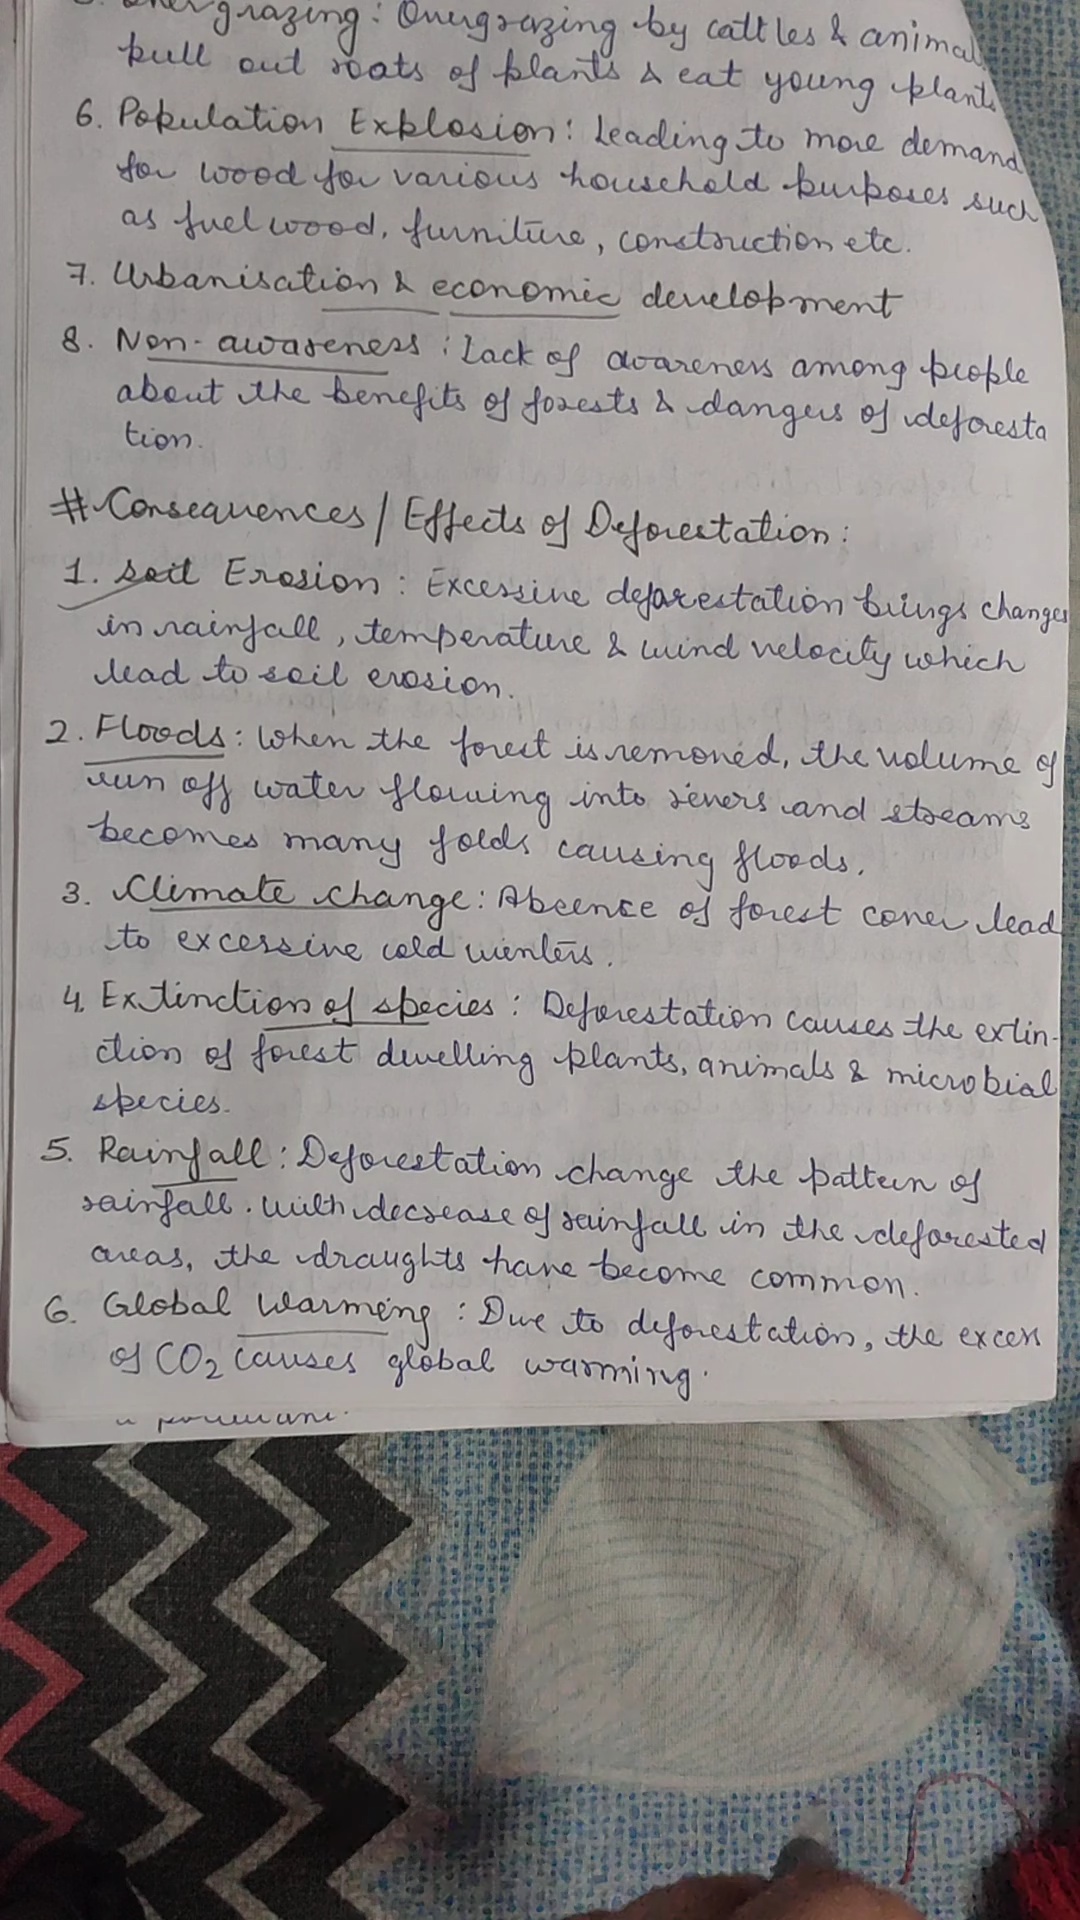 grazing: Overgrazing by cattles & animal
pull out roots of plants & eat young plants
6. Population Explosion: Leading to more demand
for wood for various household purposes such
as fuel wood, furniture, construction etc.
7. Urbanisation & economic development
8. Non-awareness: Lack of awareness among people
about the benefits of forests & dangers of deforesta
tion.
# Consequences/Effects of Deforestation:
1. Soil Erosion: Excessive deforestation brings changes
in rainfall, temperature & wind velocity which
lead to soil erosion.
2. Floods: When the forest is removed, the volume of
run off water flowing into rivers and streams
becomes many folds causing floods.
3. Climate change: Absence of forest cover lead
to excessive cold winters.
4. Extinction of species: Deforestation causes the extin-
ction of forest dwelling plants, animals & microbial
species.
5. Rainfall: Deforestation change the pattern of
rainfall. With decrease of rainfall in the deforested
areas, the draughts have become common.
6. Global Warming: Due to deforestation, the excess
of CO2 causes global warming.